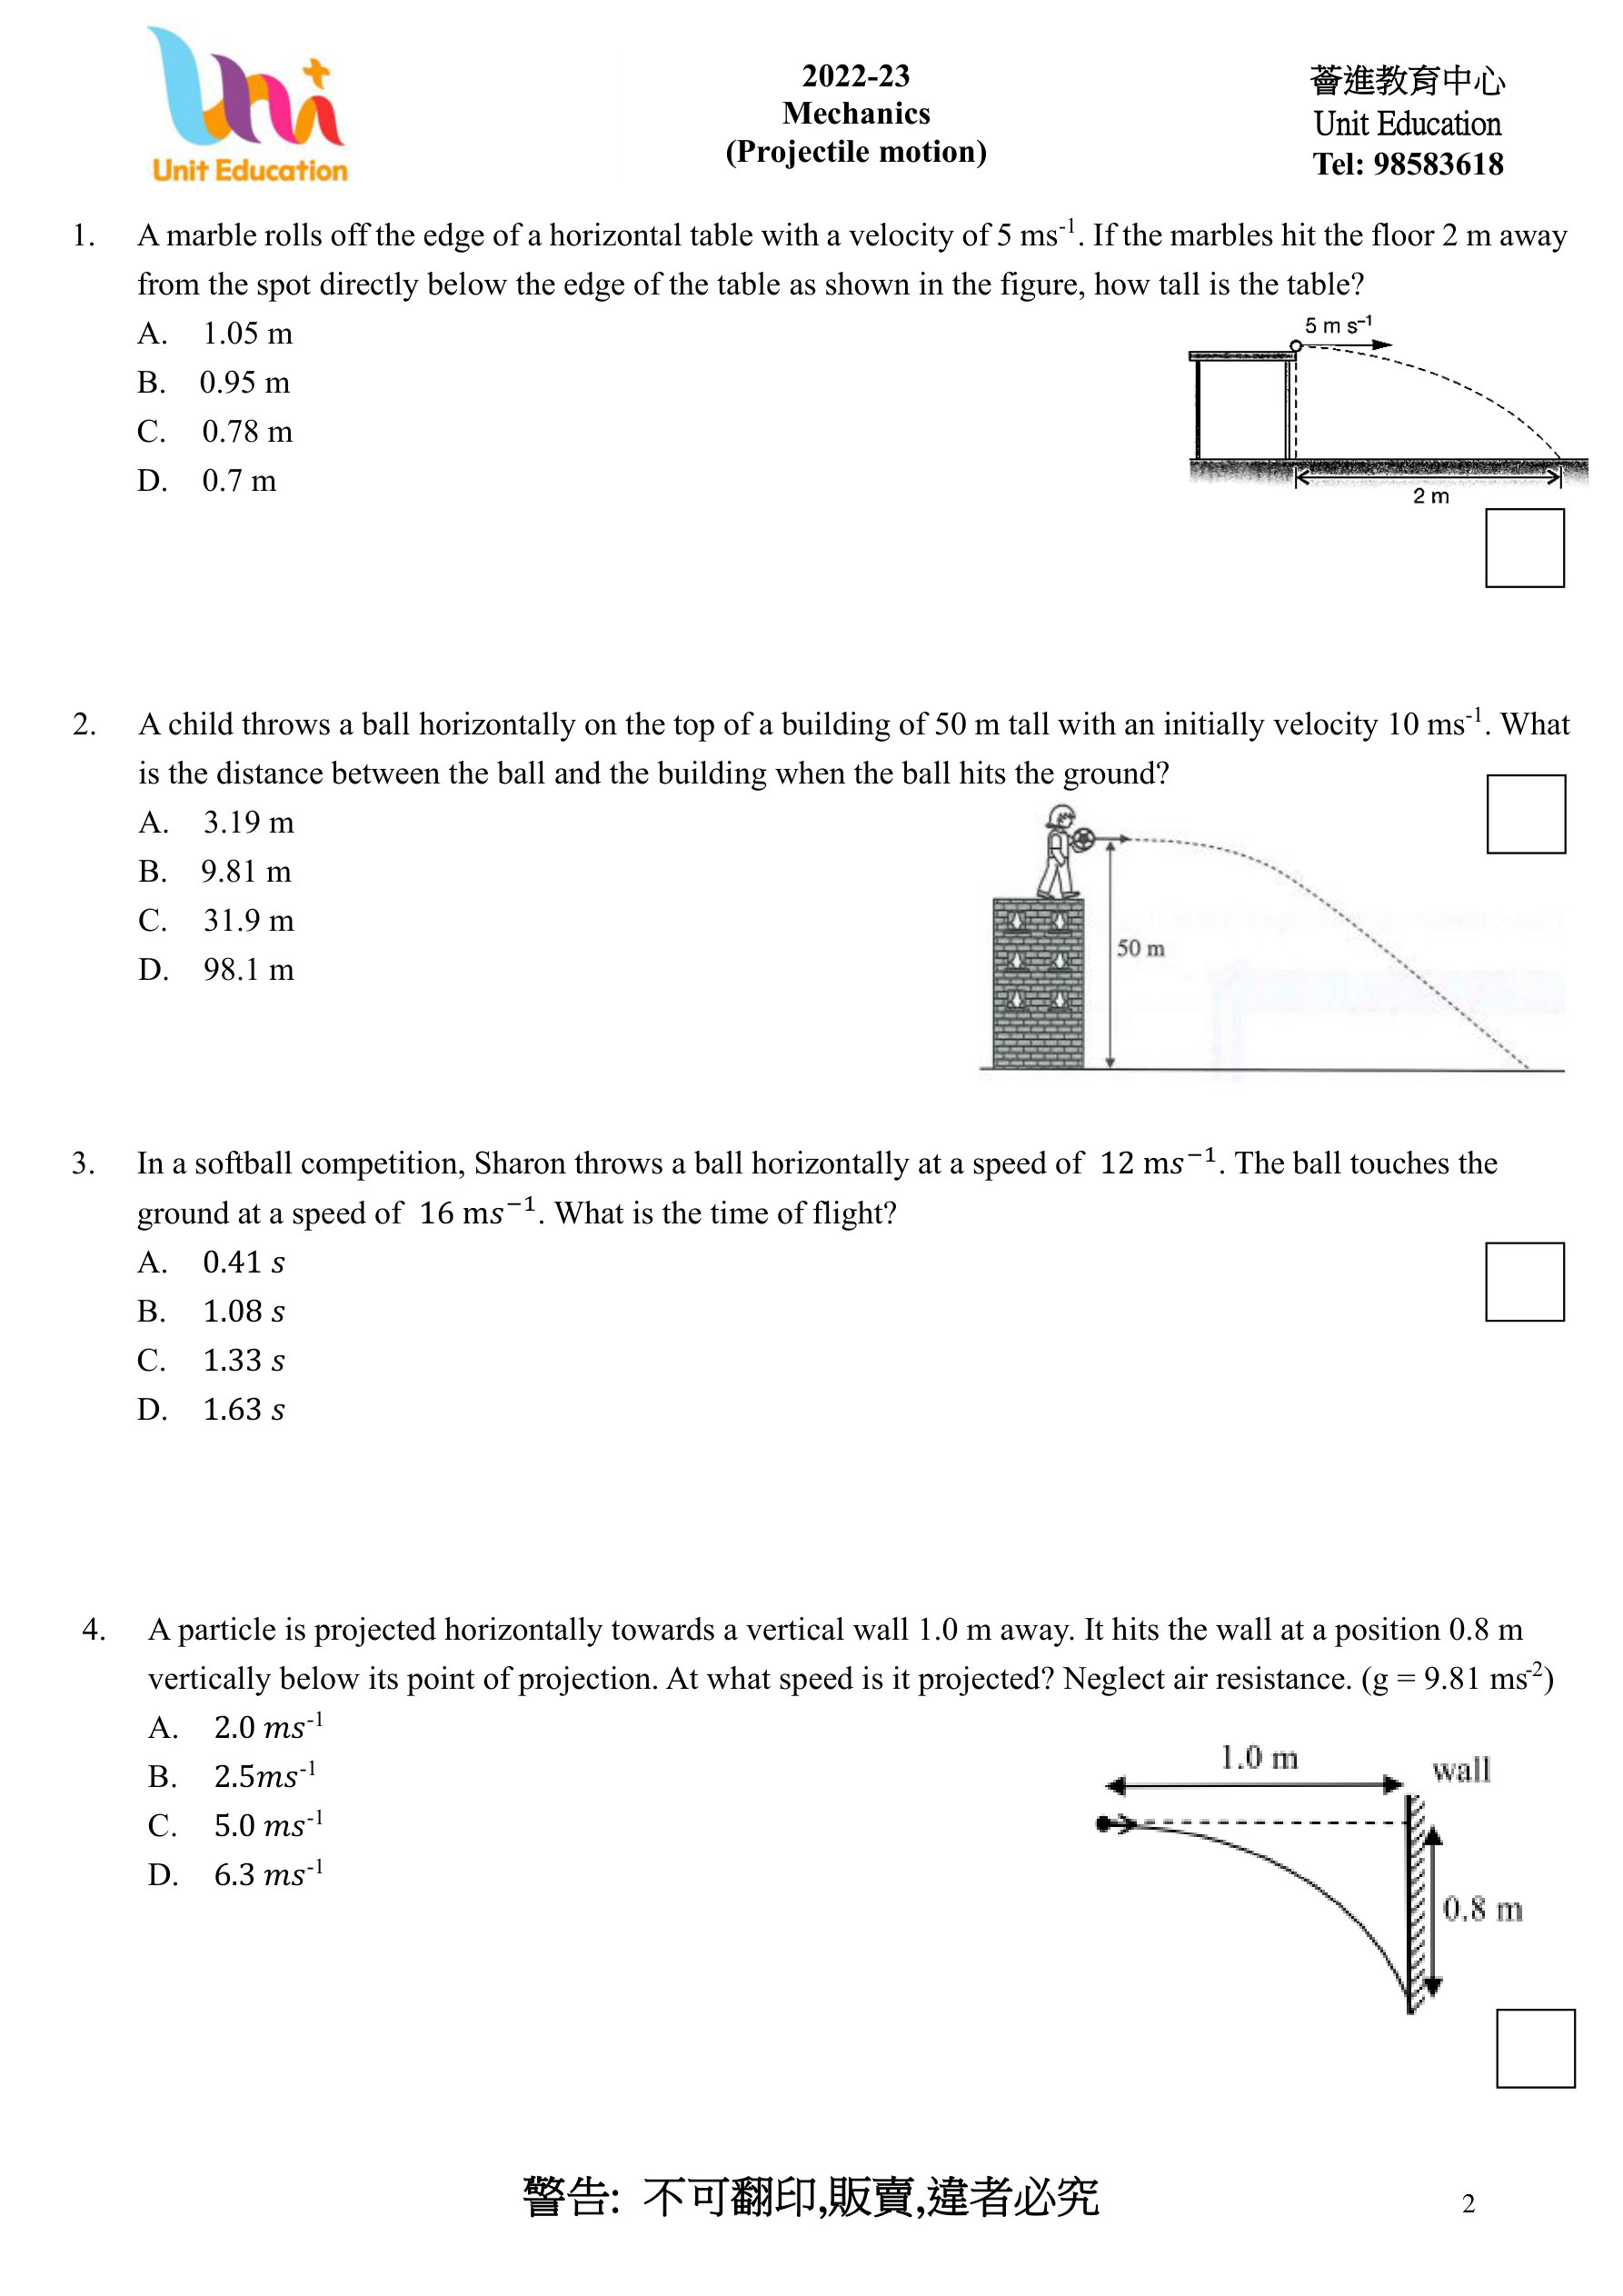 Uni+
Unit Education
2022-23
Mechanics
(Projectile motion)
薈進教育中心
Unit Education
Tel: 98583618
1. A marble rolls off the edge of a horizontal table with a velocity of 5 ms⁻¹. If the marbles hit the floor 2 m away
from the spot directly below the edge of the table as shown in the figure, how tall is the table?
A. 1.05 m
B. 0.95 m
C. 0.78 m
D. 0.7 m
5 m s⁻¹
2 m
2. A child throws a ball horizontally on the top of a building of 50 m tall with an initially velocity 10 ms⁻¹. What
is the distance between the ball and the building when the ball hits the ground?
A. 3.19 m
B. 9.81 m
C. 31.9 m
D. 98.1 m
50 m
3. In a softball competition, Sharon throws a ball horizontally at a speed of 12 ms⁻¹. The ball touches the
ground at a speed of 16 ms⁻¹. What is the time of flight?
A. 0.41 s
B. 1.08 s
C. 1.33 s
D. 1.63 s
4. A particle is projected horizontally towards a vertical wall 1.0 m away. It hits the wall at a position 0.8 m
vertically below its point of projection. At what speed is it projected? Neglect air resistance. (g = 9.81 ms⁻²)
A. 2.0 ms⁻¹
B. 2.5ms⁻¹
C. 5.0 ms⁻¹
D. 6.3 ms⁻¹
1.0 m
wall
0.8 m
警告: 不可翻印,販賣,違者必究
2